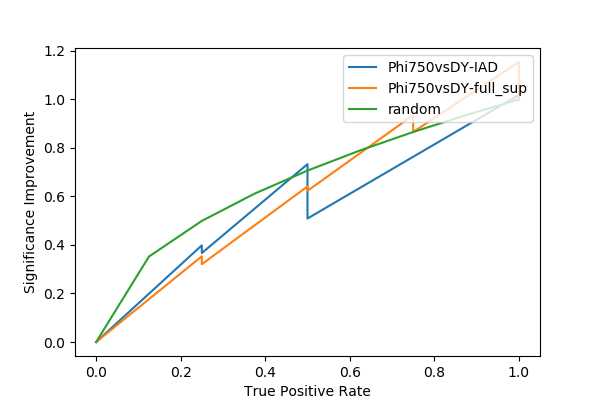 1.2
1.0
0.8
0.6
0.4
0.2
0.0
Significance Improvement
Phi750vsDY-IAD
Phi750vsDY-full_sup
random
0.0 0.2 0.4 0.6 0.8 1.0
True Positive Rate